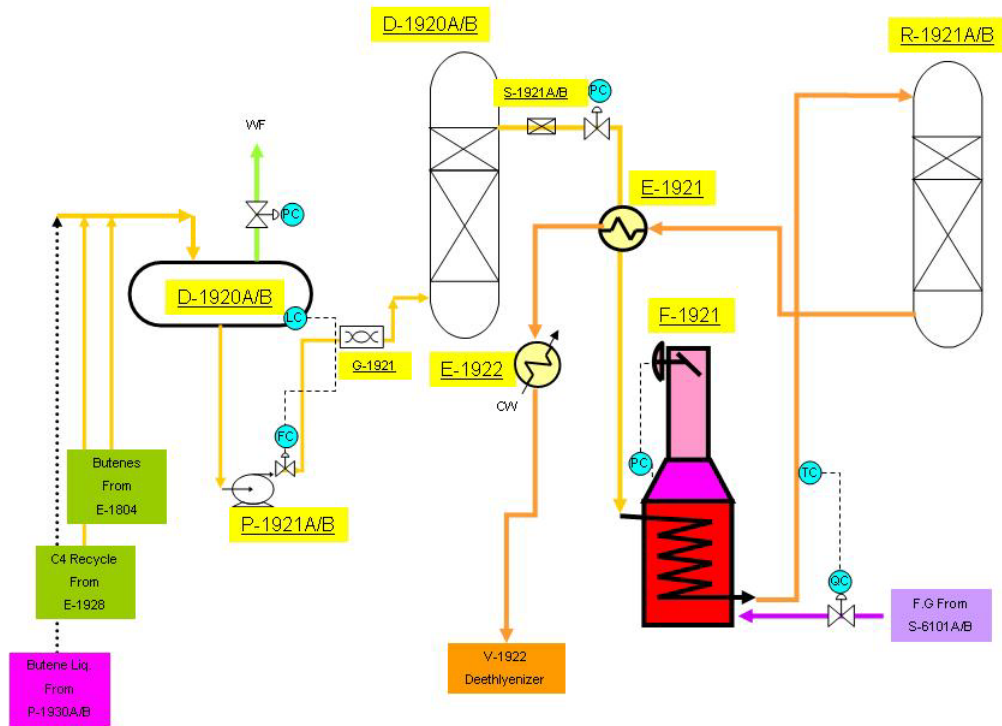 D-1920A/B
R-1921A/B
S-1921A/B
PC
WF
PC
E-1921
D-1920A/B
LC
G-1921
F-1921
E-1922
CW
FC
PC
TC
P-1921A/B
Butenes
From
E-1804
C4 Recycle
From
E-1928
QC
F.G From
S-6101A/B
Butene Liq.
From
P-1930A/B
V-1922
Deethlyenizer